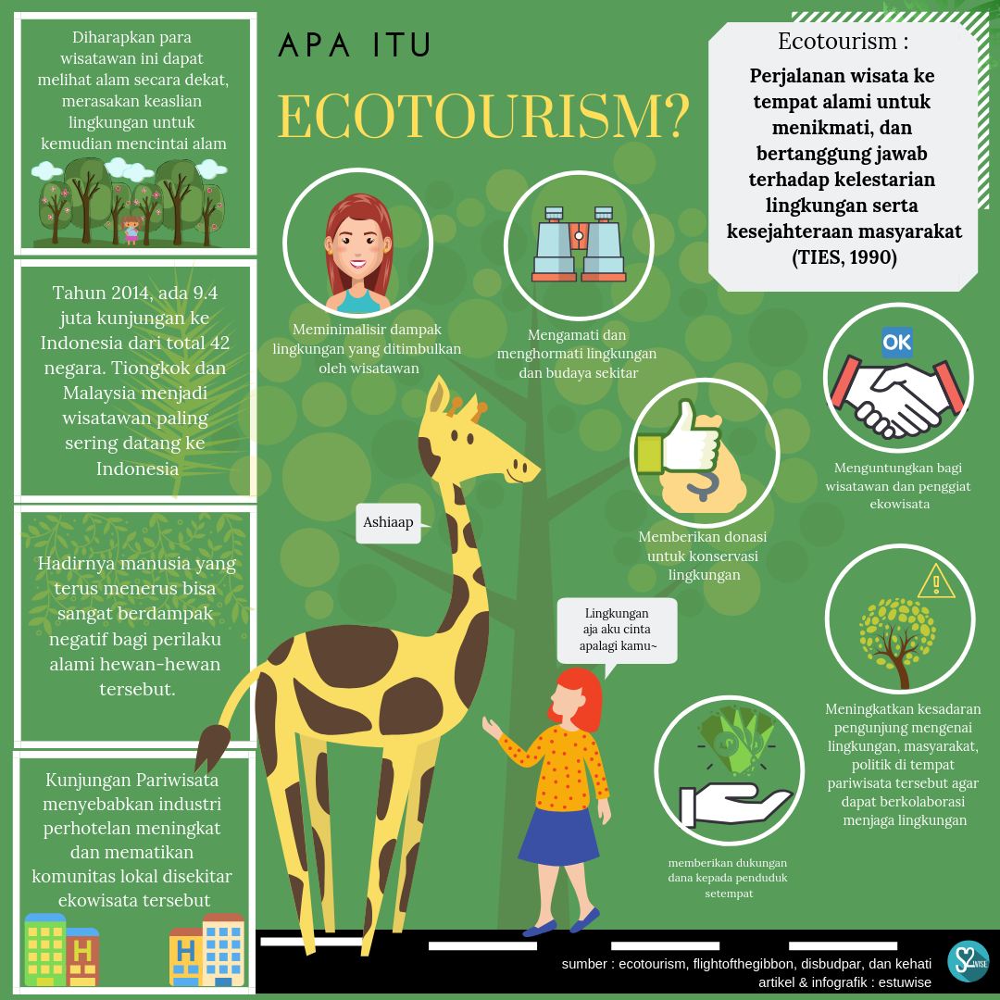 APA ITU
ECOTOURISM?
Ecotourism :
Perjalanan wisata ke
tempat alami untuk
menikmati, dan
bertanggung jawab
terhadap kelestarian
lingkungan serta
kesejahteraan masyarakat
(TIES, 1990)
Diharapkan para
wisatawan ini dapat
melihat alam secara dekat,
merasakan keaslian
lingkungan untuk
kemudian mencintai alam
Tahun 2014, ada 9.4
juta kunjungan ke
Indonesia dari total 42
negara. Tiongkok dan
Malaysia menjadi
wisatawan paling
sering datang ke
Indonesia
Hadirnya manusia yang
terus menerus bisa
sangat berdampak
negatif bagi perilaku
alami hewan-hewan
tersebut.
Kunjungan Pariwisata
menyebabkan industri
perhotelan meningkat
dan mematikan
komunitas lokal disekitar
ekowisata tersebut
H
H
Meminimalisir dampak
lingkungan yang ditimbulkan
oleh wisatawan
Mengamati dan
menghormati lingkungan
dan budaya sekitar
OK
Menguntungkan bagi
wisatawan dan penggiat
ekowisata
$
Memberikan donasi
untuk konservasi
lingkungan
Ashiaap
Lingkungan
aja aku cinta
apalagi kamu~
!
Meningkatkan kesadaran
pengunjung mengenai
lingkungan, masyarakat,
politik di tempat
pariwisata tersebut agar
dapat berkolaborasi
menjaga lingkungan
memberikan dukungan
dana kepada penduduk
setempat
sumber : ecotourism, flightofthegibbon, disbudpar, dan kehati
artikel & infografik : estuwise
S2
WISE